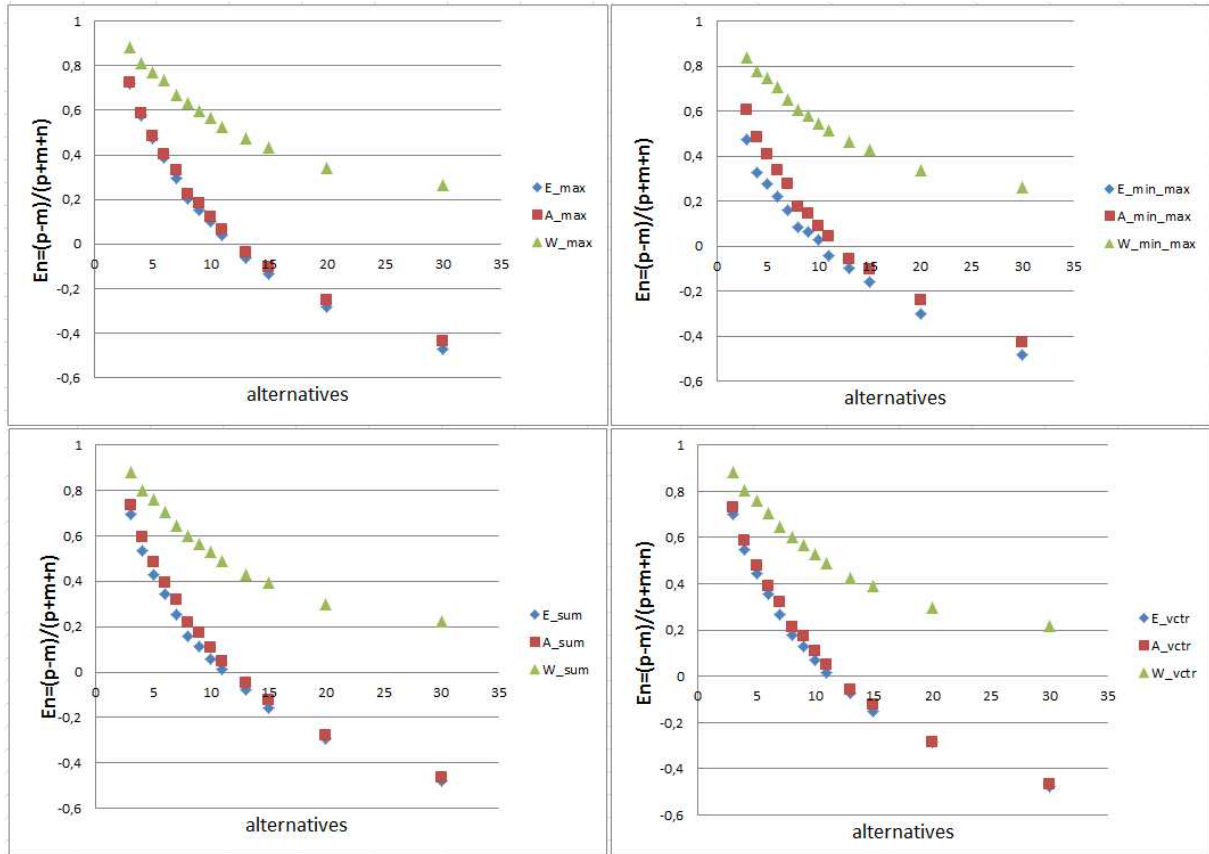 1
0,8
0,6
0,4
0,2
0
-0,2
-0,4
-0,6
0 5 10 15 20 25 30 35
En=(p-m)/(p+m+n)
alternatives
E_max
A_max
W_max
1
0,8
0,6
0,4
0,2
0
-0,2
-0,4
-0,6
0 5 10 15 20 25 30 35
En=(p-m)/(p+m+n)
alternatives
E_min_max
A_min_max
W_min_max
1
0,8
0,6
0,4
0,2
0
-0,2
-0,4
-0,6
0 5 10 15 20 25 30 35
En=(p-m)/(p+m+n)
alternatives
E_sum
A_sum
W_sum
1
0,8
0,6
0,4
0,2
0
-0,2
-0,4
-0,6
0 5 10 15 20 25 30 35
En=(p-m)/(p+m+n)
alternatives
E_vctr
A_vctr
W_vctr